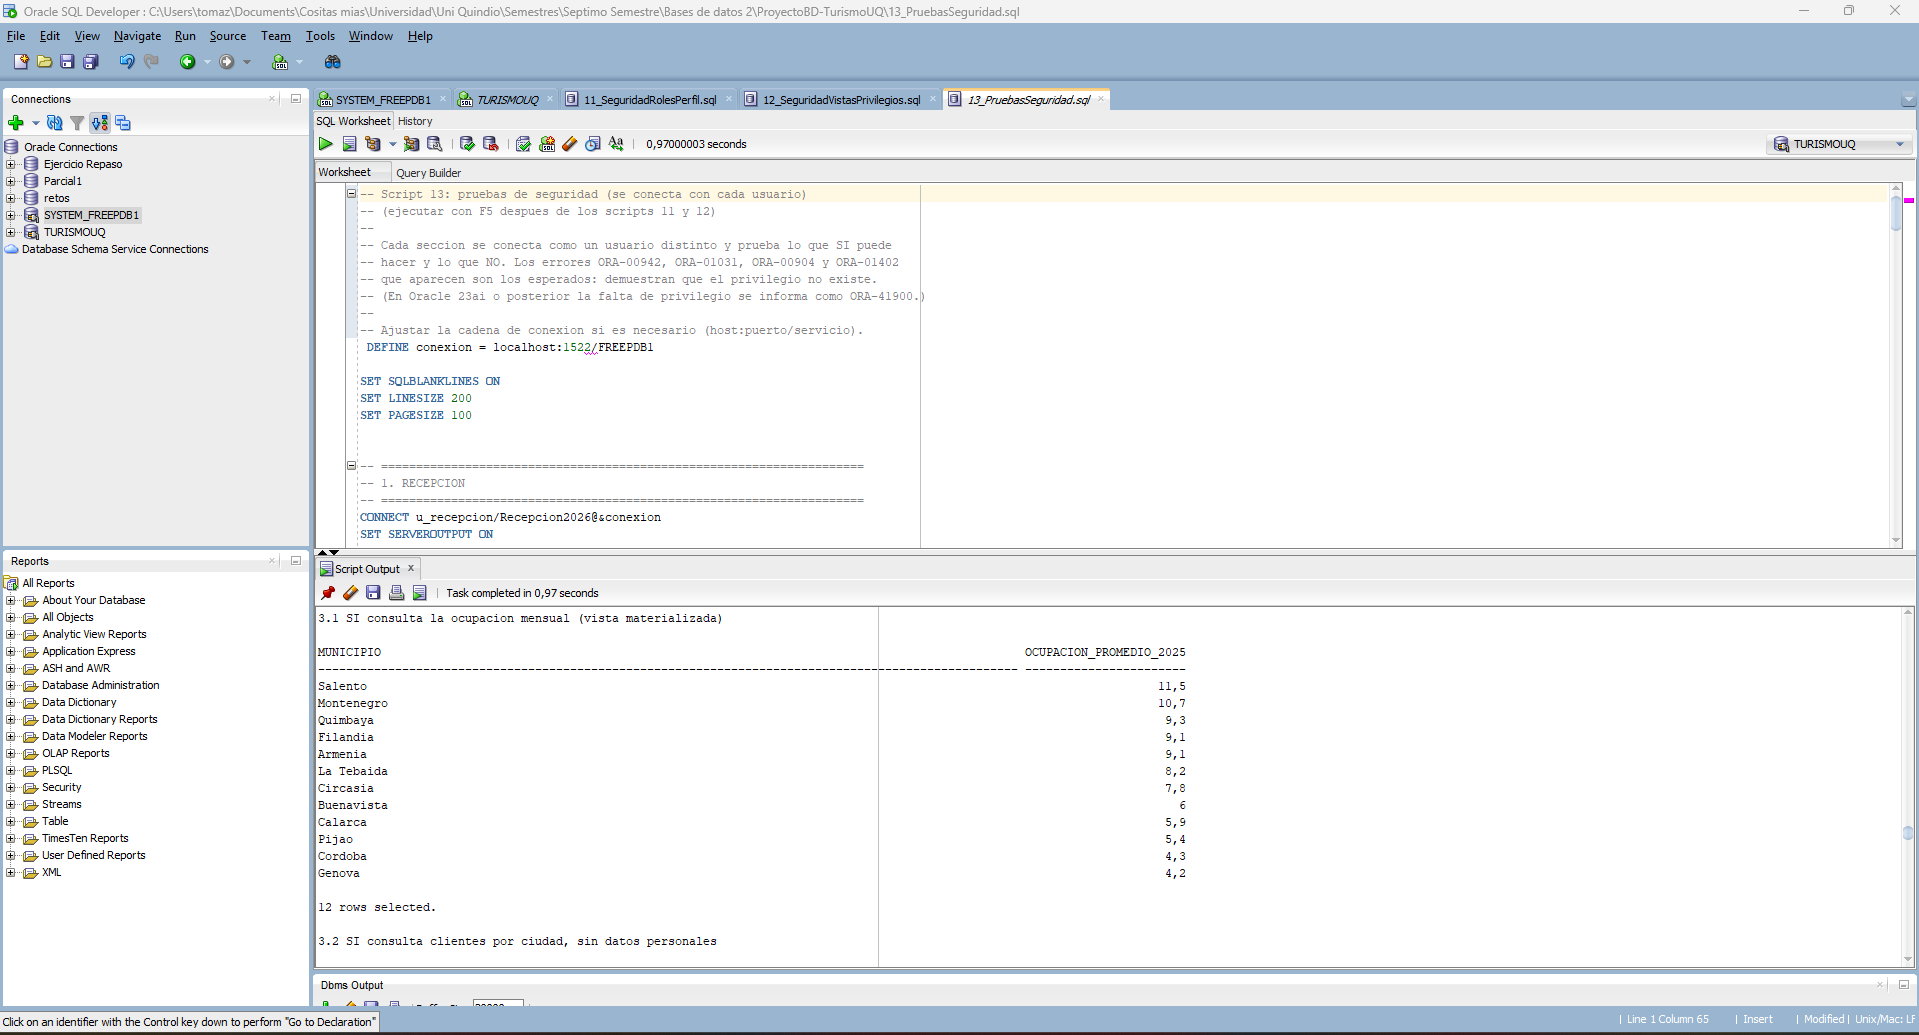 Oracle SQL Developer : C:\Users\tomaz\Documents\Cositas mias\Universidad\Uni Quindio\Semestres\Septimo Semestre\Bases de datos 2\ProyectoBD-TurismoUQ\13_PruebasSeguridad.sql
File Edit View Navigate Run Source Team Tools Window Help
Connections
Oracle Connections
Ejercicio Repaso
Parcial1
retos
SYSTEM_FREEPDB1
TURISMOUQ
Database Schema Service Connections
Reports
All Reports
About Your Database
All Objects
Analytic View Reports
Application Express
ASH and AWR
Database Administration
Data Dictionary
Data Dictionary Reports
Data Modeler Reports
OLAP Reports
PLSQL
Security
Streams
Table
TimesTen Reports
User Defined Reports
XML
SYSTEM_FREEPDB1 TURISMOUQ 11_SeguridadRolesPerfil.sql 12_SeguridadVistasPrivilegios.sql 13_PruebasSeguridad.sql
SQL Worksheet History
0,97000003 seconds
TURISMOUQ
Worksheet Query Builder
-- Script 13: pruebas de seguridad (se conecta con cada usuario)
-- (ejecutar con F5 despues de los scripts 11 y 12)
--
-- Cada seccion se conecta como un usuario distinto y prueba lo que SI puede
-- hacer y lo que NO. Los errores ORA-00942, ORA-01031, ORA-00904 y ORA-01402
-- que aparecen son los esperados: demuestran que el privilegio no existe.
-- (En Oracle 23ai o posterior la falta de privilegio se informa como ORA-41900.)
--
-- Ajustar la cadena de conexion si es necesario (host:puerto/servicio).
DEFINE conexion = localhost:1522/FREEPDB1
SET SQLBLANKLINES ON
SET LINESIZE 200
SET PAGESIZE 100
-- =====================================================================
-- 1. RECEPCION
-- =====================================================================
CONNECT u_recepcion/Recepcion2026@&conexion
SET SERVEROUTPUT ON
Script Output
Task completed in 0,97 seconds
3.1 SI consulta la ocupacion mensual (vista materializada)
MUNICIPIO OCUPACION_PROMEDIO_2025
---------------------------------------------------------------------------------------------------- -----------------------
Salento 11,5
Montenegro 10,7
Quimbaya 9,3
Filandia 9,1
Armenia 9,1
La Tebaida 8,2
Circasia 7,8
Buenavista 6
Calarca 5,9
Pijao 5,4
Cordoba 4,3
Genova 4,2
12 rows selected.
3.2 SI consulta clientes por ciudad, sin datos personales
Dbms Output
Click on an identifier with the Control key down to perform "Go to Declaration"
Line 1 Column 65 Insert Modified Unix/Mac: LF